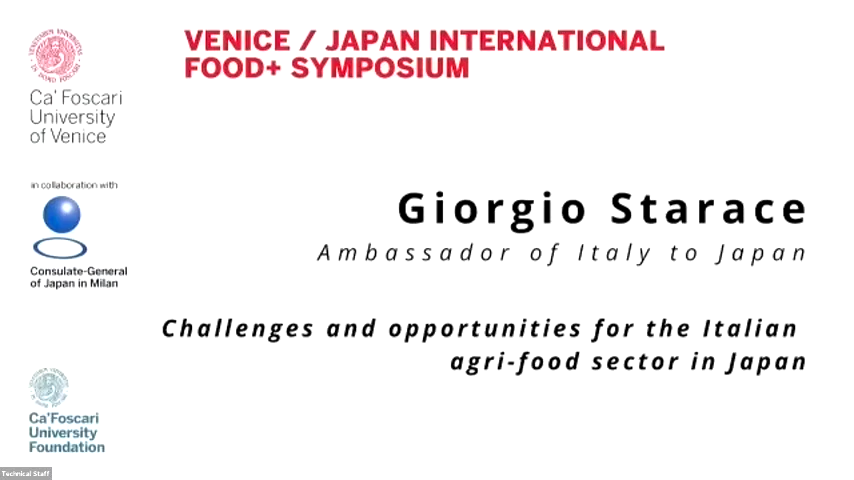 VENICE / JAPAN INTERNATIONAL
FOOD+ SYMPOSIUM
Ca' Foscari
University
of Venice
in collaboration with
Consulate-General
of Japan in Milan
Ca'Foscari
University
Foundation
Giorgio Starace
Ambassador of Italy to Japan
Challenges and opportunities for the Italian
agri-food sector in Japan
Technical Staff